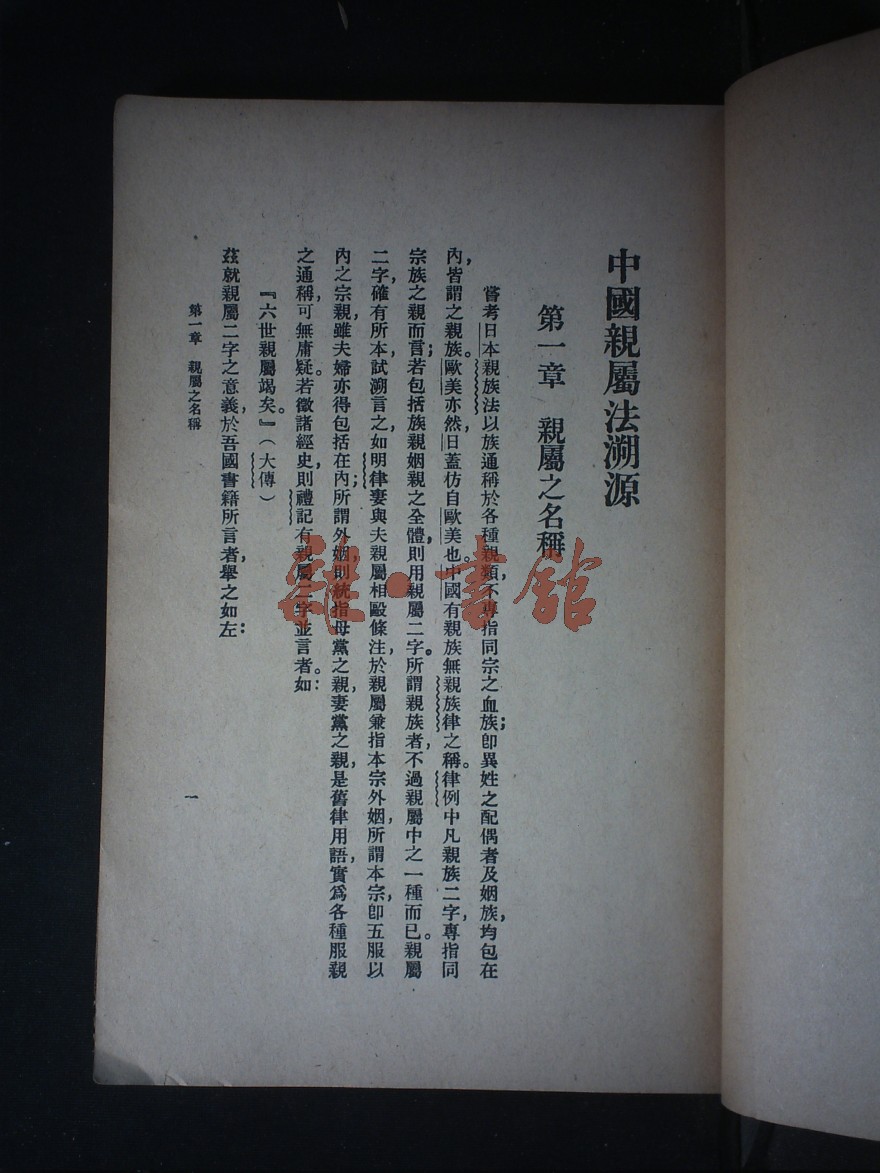 中國親屬法溯源
第一章　親屬之名稱
嘗考日本親族法以族通稱於各種親類，不專指同宗之血族；卽異姓之配偶者及姻族，均包在
內，皆謂之親族。歐美亦然，日蓋仿自歐美也。中國有親族無親族律之稱。律例中凡親族二字，專指同
宗族之親而言；若包括族親姻親之全體，則用親屬二字。所謂親族者，不過親屬中之一種而已。親屬
二字確有所本，試溯言之，如明律妻與夫親屬相毆條注，於親屬兼指本宗外姻，所謂本宗，卽五服以
內之宗親，雖夫婦亦得包括在內；所謂外姻，則統指母黨之親，妻黨之親，是舊律用語，實爲各種服親
之通稱，可無庸疑。若徵諸經史，則禮記有親屬二字並言者。如：
『六世親屬竭矣。』（大傳）
茲就親屬二字之意義，於吾國書籍所言者，舉之如左：
第一章　親屬之名稱
一
雜·書館